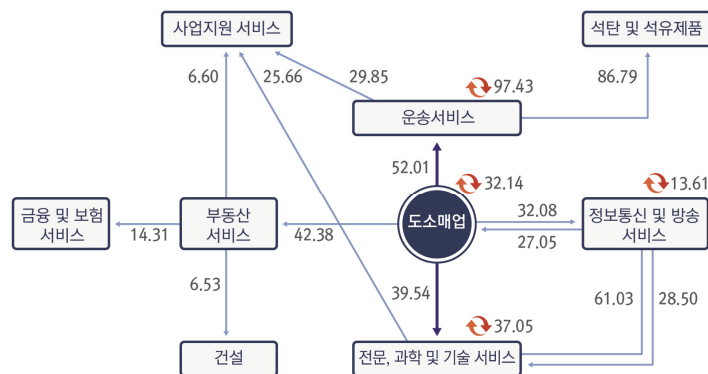 사업지원 서비스
석탄 및 석유제품
6.60
25.66
29.85
97.43
86.79
운송서비스
52.01
32.14
13.61
금융 및 보험
서비스
부동산
서비스
도소매업
정보통신 및 방송
서비스
14.31
42.38
32.08
27.05
6.53
39.54
61.03
28.50
37.05
건설
전문, 과학 및 기술 서비스